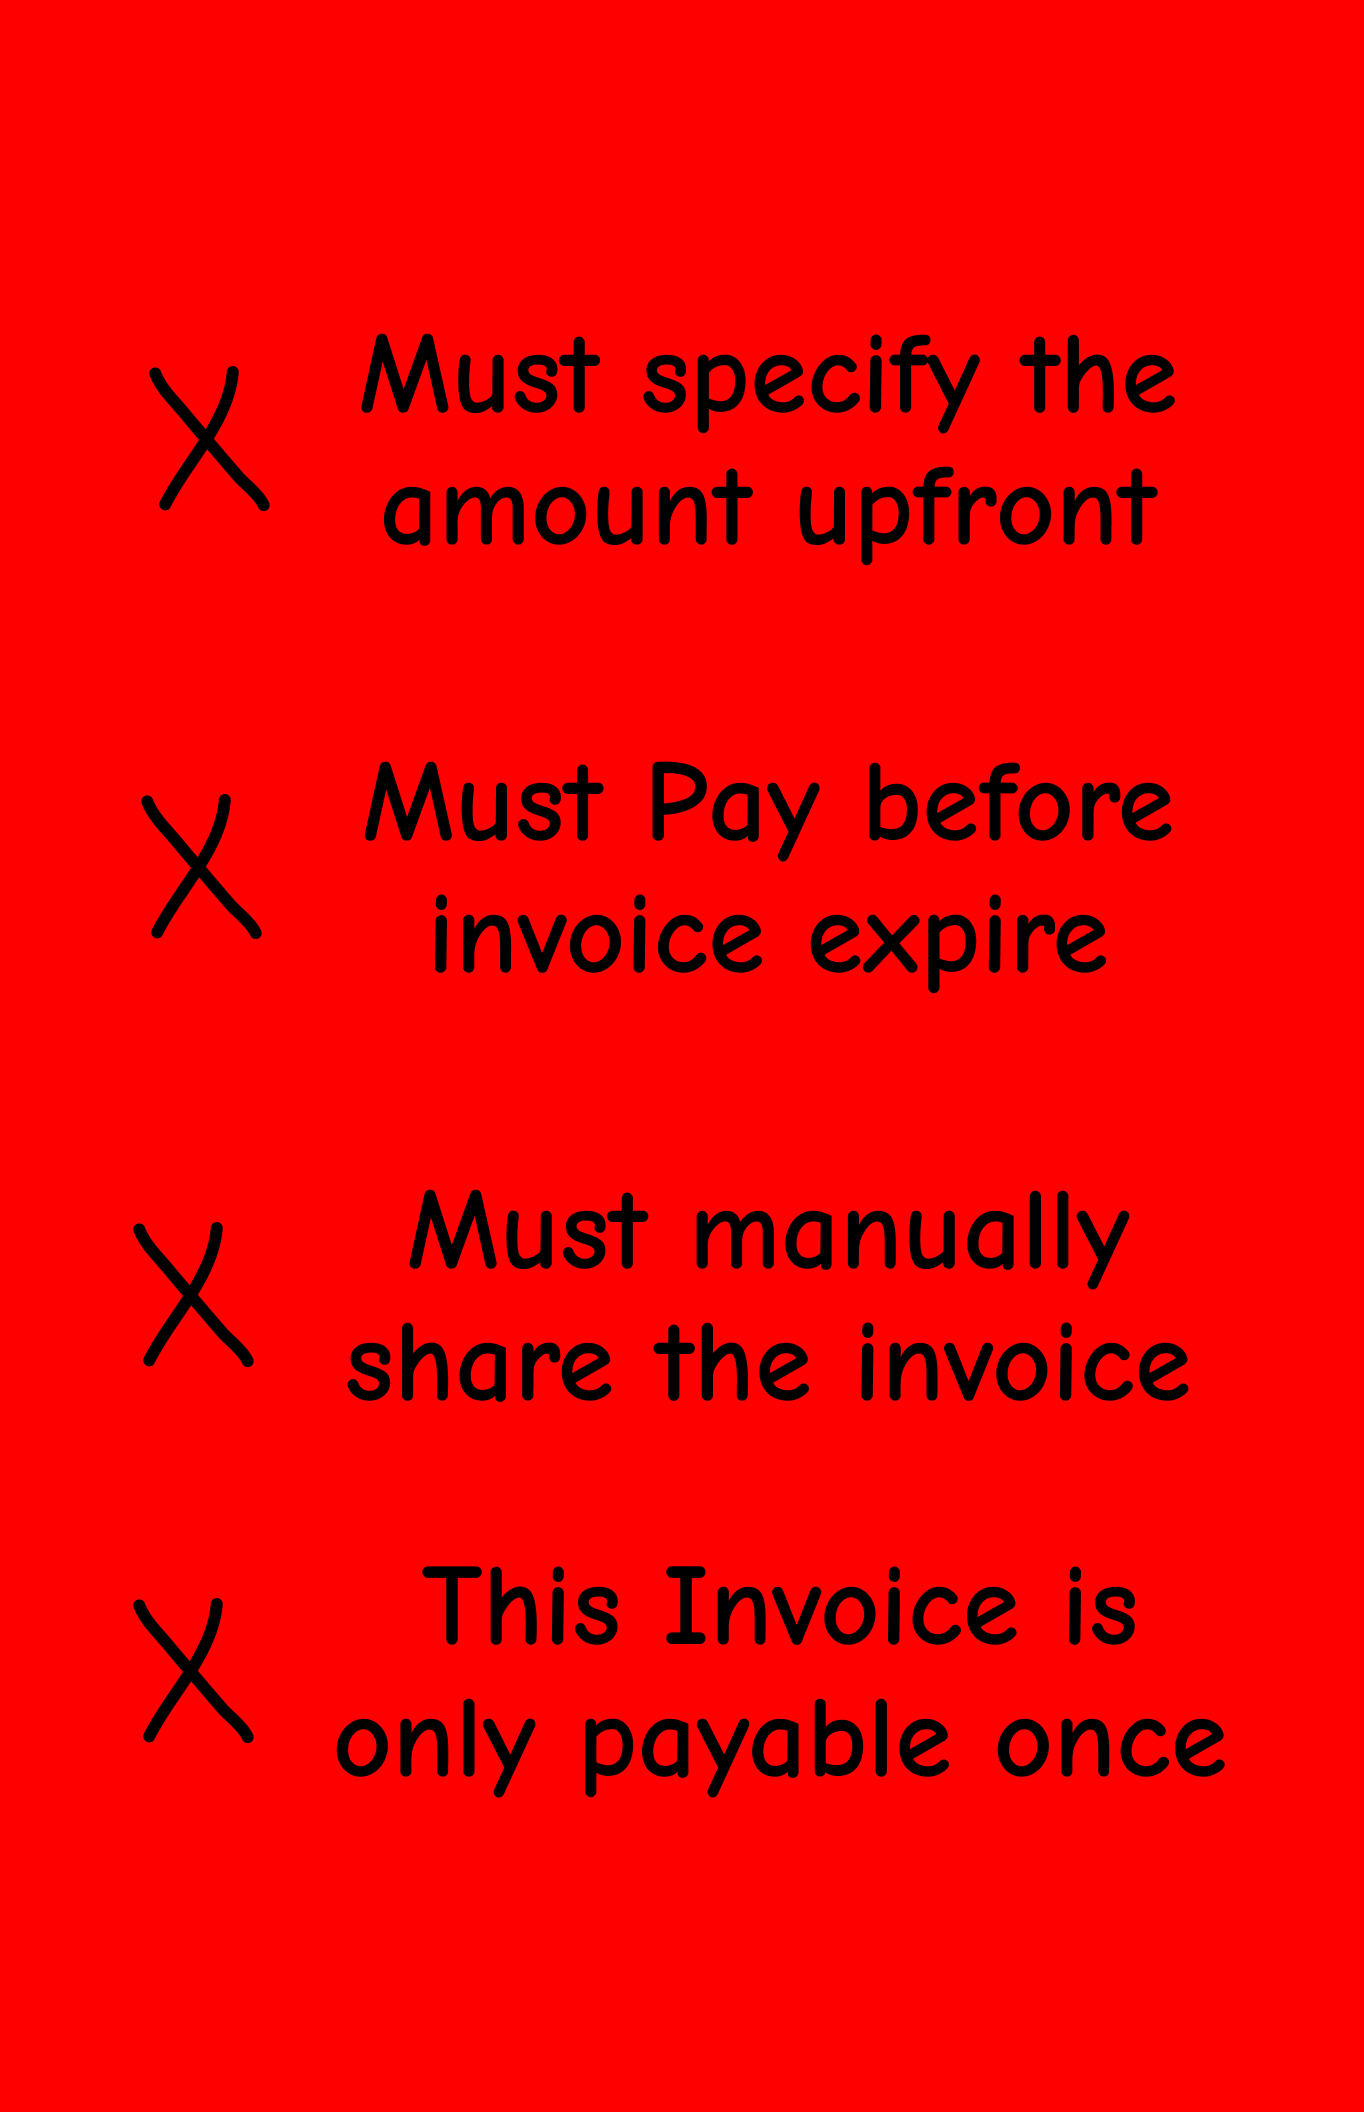 Must specify the
amount upfront
Must Pay before
invoice expire
Must manually
share the invoice
This Invoice is
only payable once